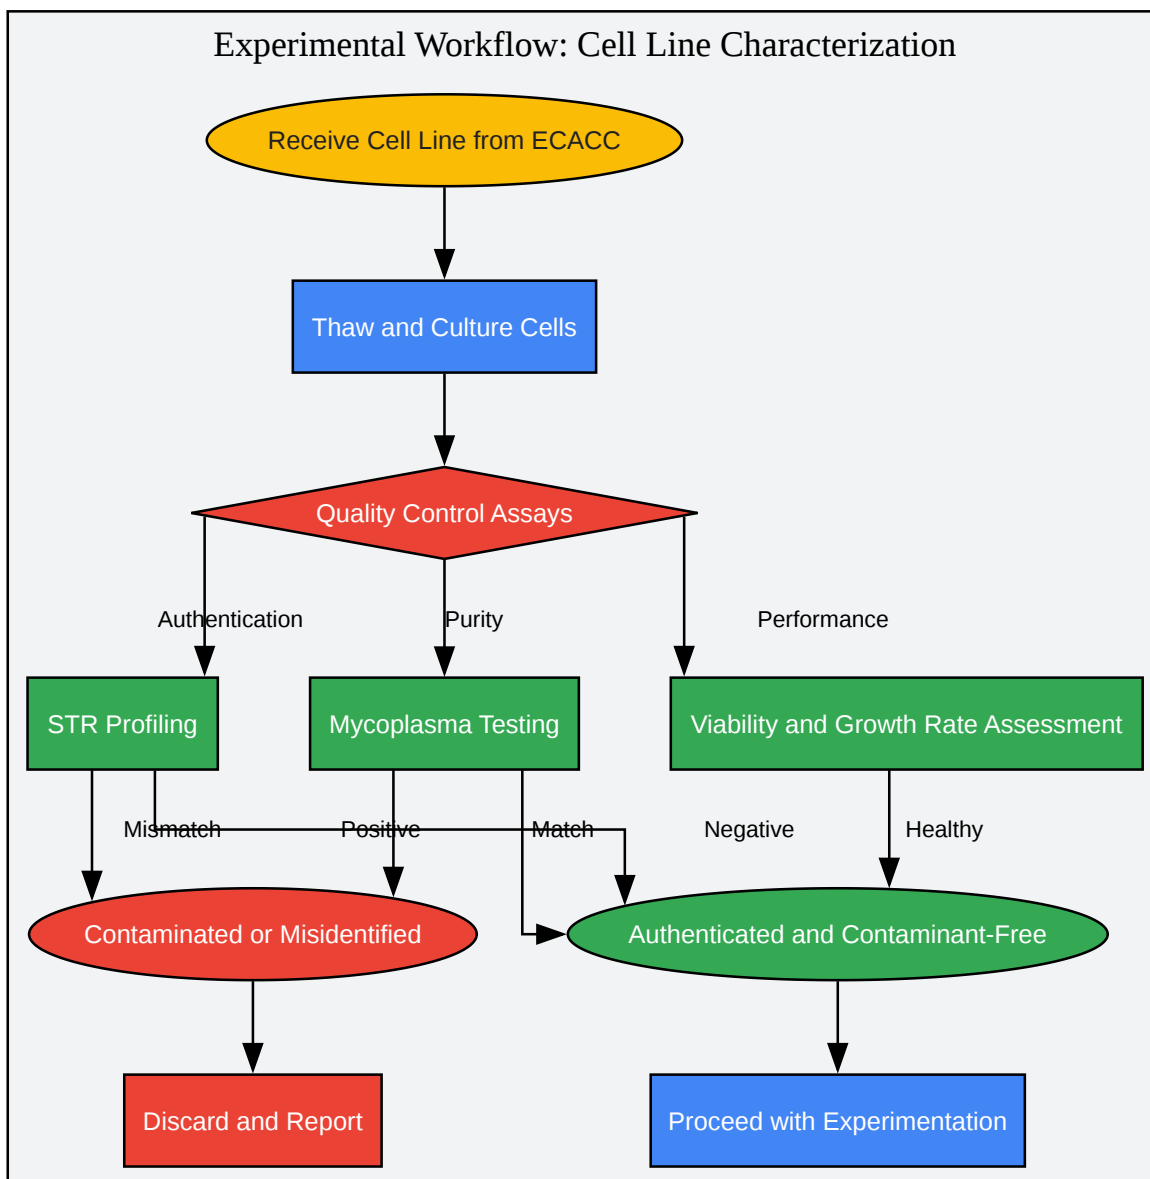 Experimental Workflow: Cell Line Characterization
Receive Cell Line from ECACC
Thaw and Culture Cells
Quality Control Assays
Authentication
Purity
Performance
STR Profiling
Mycoplasma Testing
Viability and Growth Rate Assessment
Mismatch
Positive
Match
Negative
Healthy
Contaminated or Misidentified
Authenticated and Contaminant-Free
Discard and Report
Proceed with Experimentation